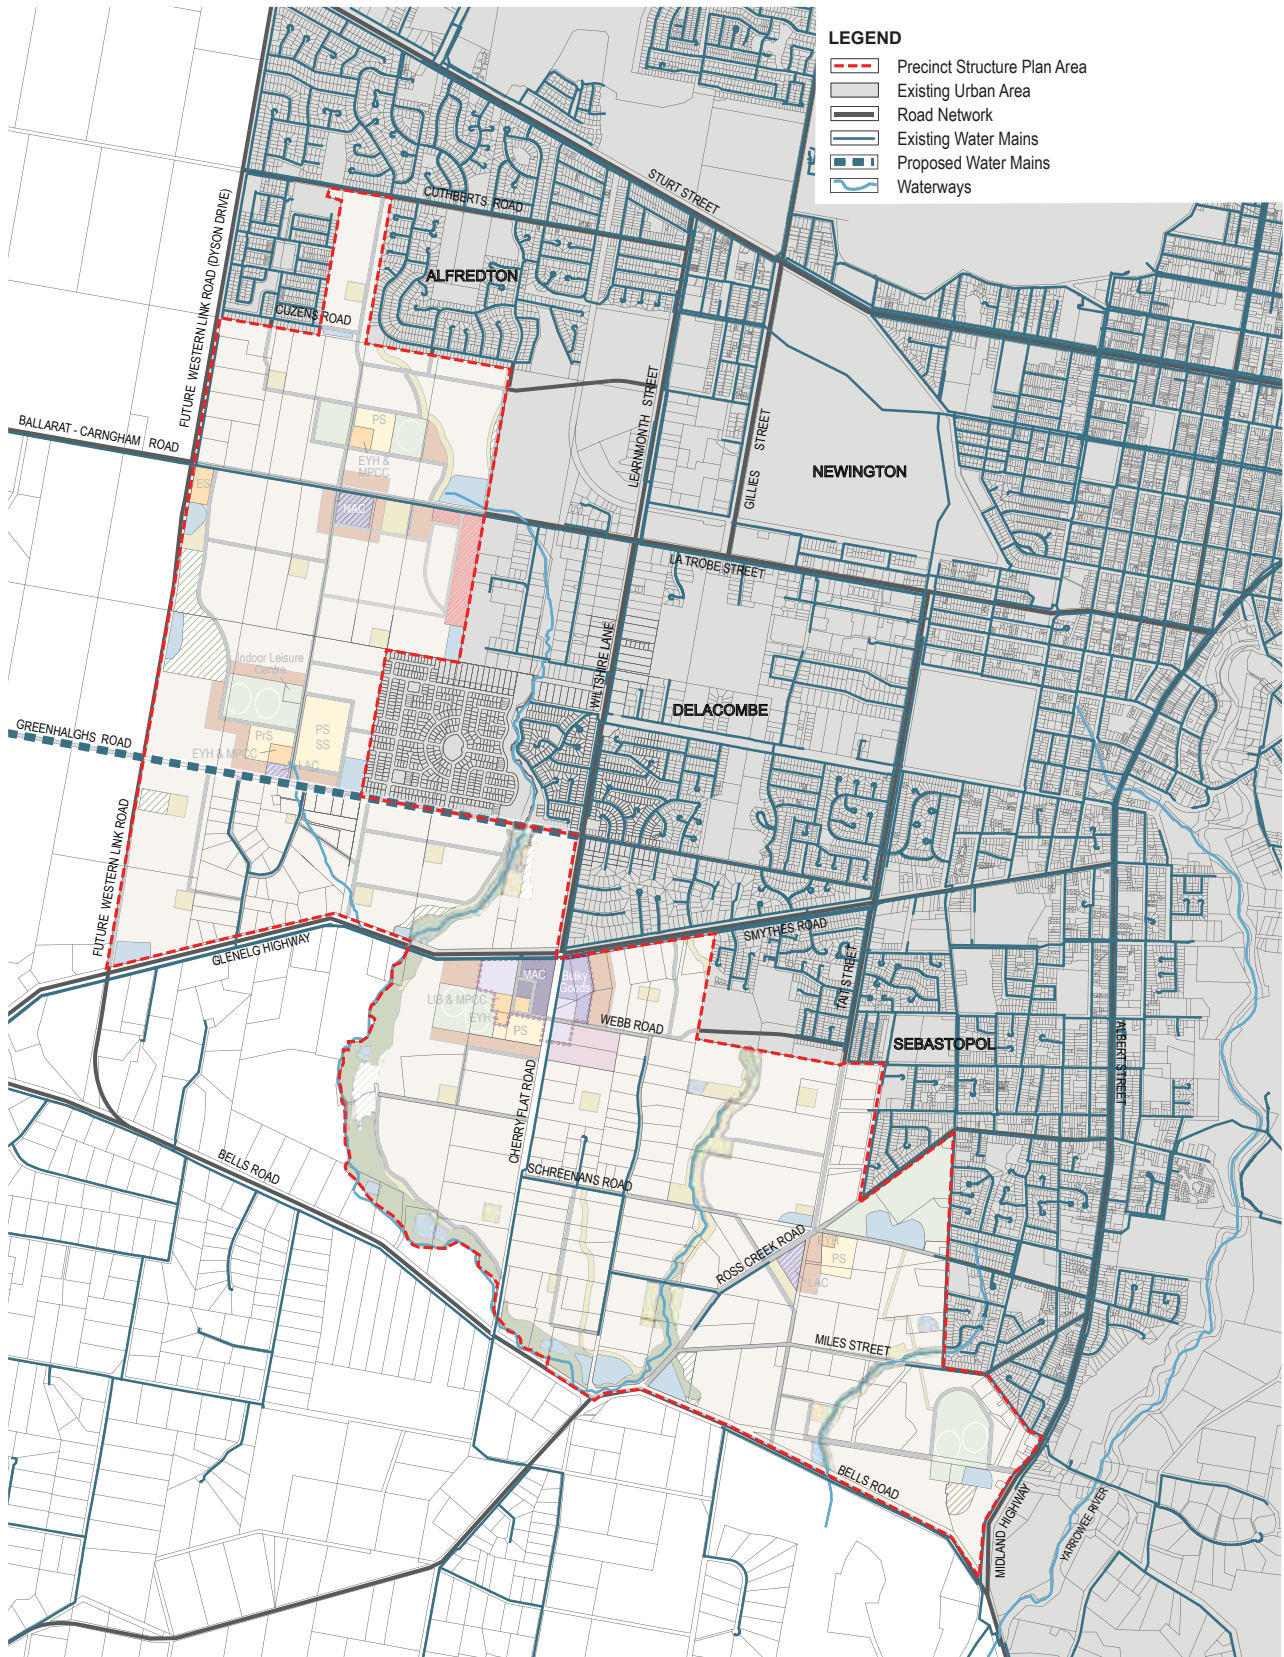 LEGEND
Precinct Structure Plan Area
Existing Urban Area
Road Network
Existing Water Mains
Proposed Water Mains
Waterways
STURT STREET
CUTHBERTS ROAD
FUTURE WESTERN LINK ROAD (DYSON DRIVE)
ALFREDTON
CUZENS ROAD
LEARNMONTH STREET
GILLIES STREET
BALLARAT - CARNGHAM ROAD
PS
EYH &
MPCC
NEWINGTON
ES
NAC
LA TROBE STREET
WILTSHIRE LANE
Indoor Leisure
Centre
DELACOMBE
GREENHALGHS ROAD
PrS
PS
SS
EYH & MPCC
LAC
FUTURE WESTERN LINK ROAD
GLENELG HIGHWAY
SMYTHES ROAD
TAIT STREET
MAC
Bulky
Goods
LIB & MPCC
EYH
PS
WEBB ROAD
SEBASTOPOL
ALBERT STREET
CHERRY FLAT ROAD
BELLS ROAD
SCHREENANS ROAD
ROSS CREEK ROAD
EYH
PS
LAC
MILES STREET
BELLS ROAD
MIDLAND HIGHWAY
YARROWEE RIVER